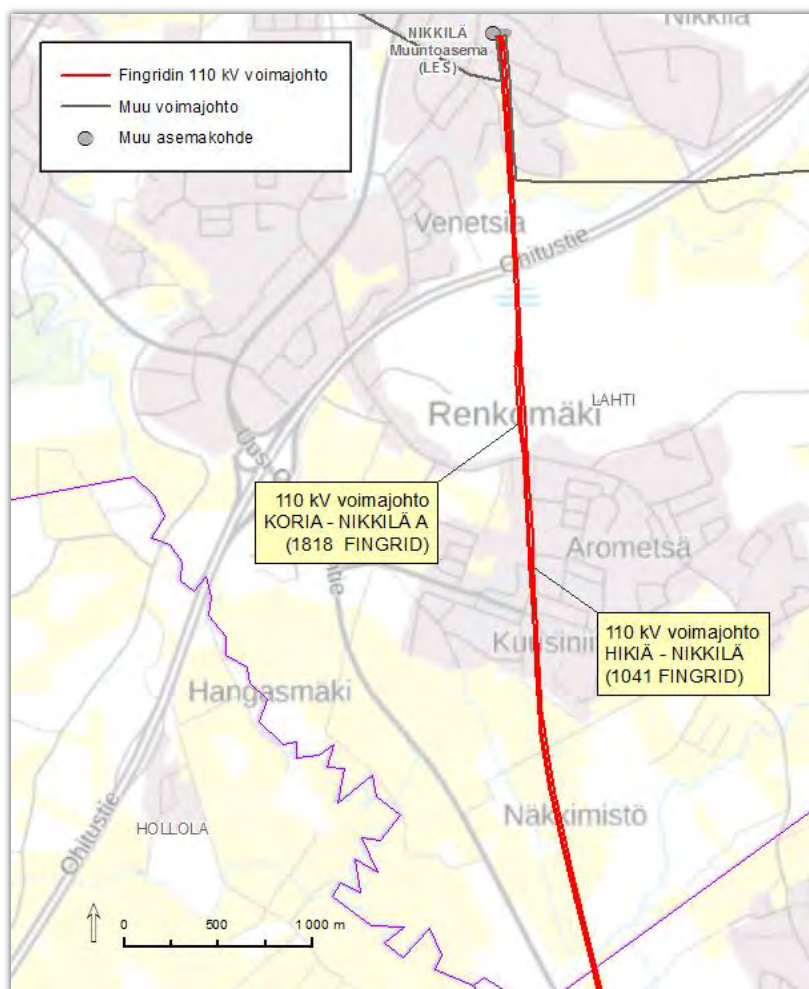 NIKKILÄ
Muuntoasema
(LES)
Nikkilä
Fingridin 110 kV voimajohto
Muu voimajohto
Muu asemakohde
Venetsia
Ohitustie
Renkomäki
LAHTI
110 kV voimajohto
KORIA - NIKKILÄ A
(1818 FINGRID)
Arometsä
110 kV voimajohto
HIKIÄ - NIKKILÄ
(1041 FINGRID)
Hangasmäki
Näkkimistö
Ohitustie
HOLLOLA
0 500 1 000 m